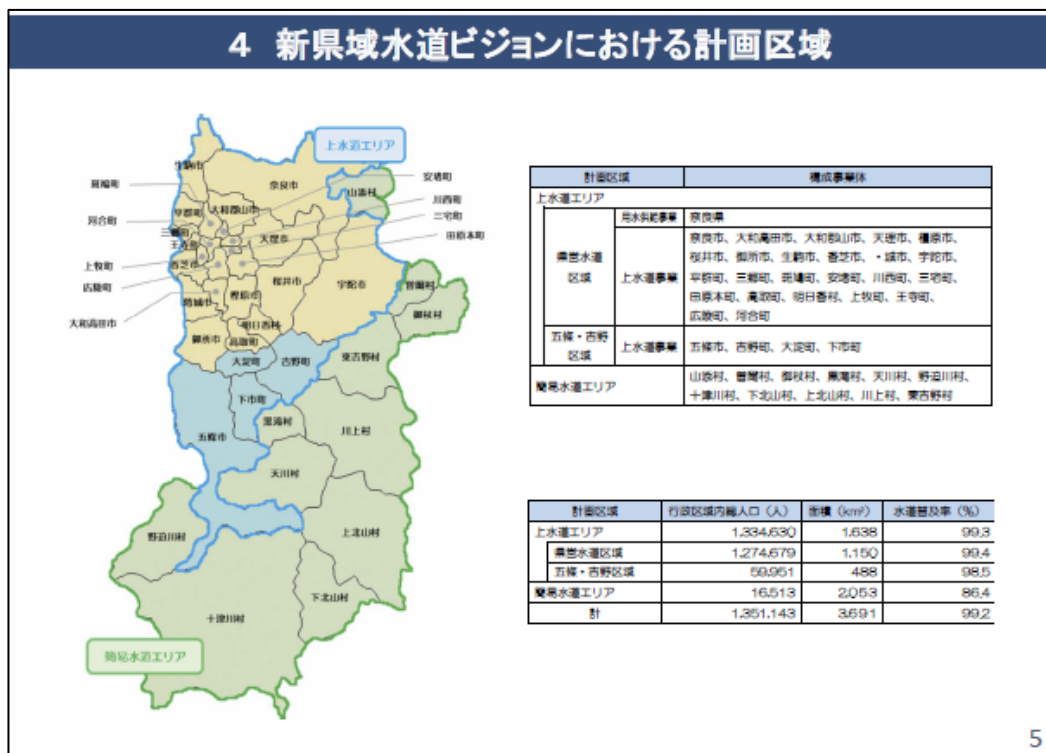 4 新県域水道ビジョンにおける計画区域
上水道エリア
生駒市
奈良市
山添村
安堵町
斑鳩町
川西町
平群町
大和郡山市
三宅町
河合町
三郷町
天理市
田原本町
王寺町
上牧町
香芝市
桜井市
宇陀市
曽爾村
広陵町
葛城市
橿原市
御杖村
大和高田市
明日香村
御所市
高取町
大淀町
吉野町
東吉野村
下市町
黒滝村
五條市
川上村
天川村
野迫川村
上北山村
下北山村
十津川村
簡易水道エリア
計画区域 構成事業体
上水道エリア
県営水道区域
用水供給事業 奈良県
上水道事業
奈良市、大和高田市、大和郡山市、天理市、橿原市、
桜井市、御所市、生駒市、香芝市、・城市、宇陀市、
平群町、三郷町、斑鳩町、安堵町、川西町、三宅町、
田原本町、高取町、明日香村、上牧町、王寺町、
広陵町、河合町
五條・吉野区域
上水道事業 五條市、吉野町、大淀町、下市町
簡易水道エリア
山添村、曽爾村、御杖村、黒滝村、天川村、野迫川村、
十津川村、下北山村、上北山村、川上村、東吉野村
計画区域 行政区域内総人口（人） 面積（km²） 水道普及率（%）
上水道エリア 1,334,630 1,638 99.3
県営水道区域 1,274,679 1,150 99.4
五條・吉野区域 59,951 488 98.5
簡易水道エリア 16,513 2,053 86.4
計 1,351,143 3,691 99.2
5